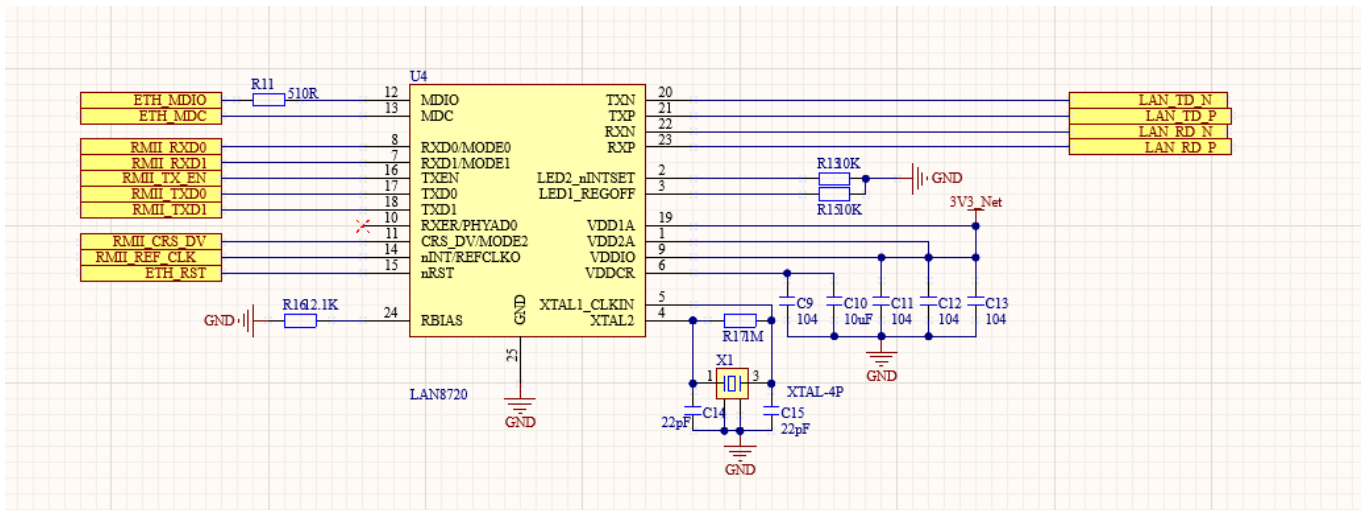 U4
R11
510R
ETH_MDIO
12
MDIO
TXN
20
LAN_TD_N
ETH_MDC
13
MDC
TXP
21
LAN_TD_P
RXN
22
LAN_RD_N
RMII_RXD0
8
RXD0/MODE0
RXP
23
LAN_RD_P
RMII_RXD1
7
RXD1/MODE1
RMII_TX_EN
16
TXEN
LED2_nINTSET
2
R13
10K
GND
RMII_TXD0
17
TXD0
LED1_REGOFF
3
R15
10K
RMII_TXD1
18
TXD1
3V3_Net
10
RXER/PHYAD0
VDD1A
19
RMII_CRS_DV
11
CRS_DV/MODE2
VDD2A
1
RMII_REF_CLK
14
nINT/REFCLKO
VDDIO
9
ETH_RST
15
nRST
VDDCR
6
C9
104
C10
10uF
C11
104
C12
104
C13
104
GND
GND
R16
12.1K
24
RBIAS
GND
25
GND
XTAL1_CLKIN
5
XTAL2
4
R17
1M
X1
1
3
XTAL-4P
C14
22pF
C15
22pF
GND
LAN8720